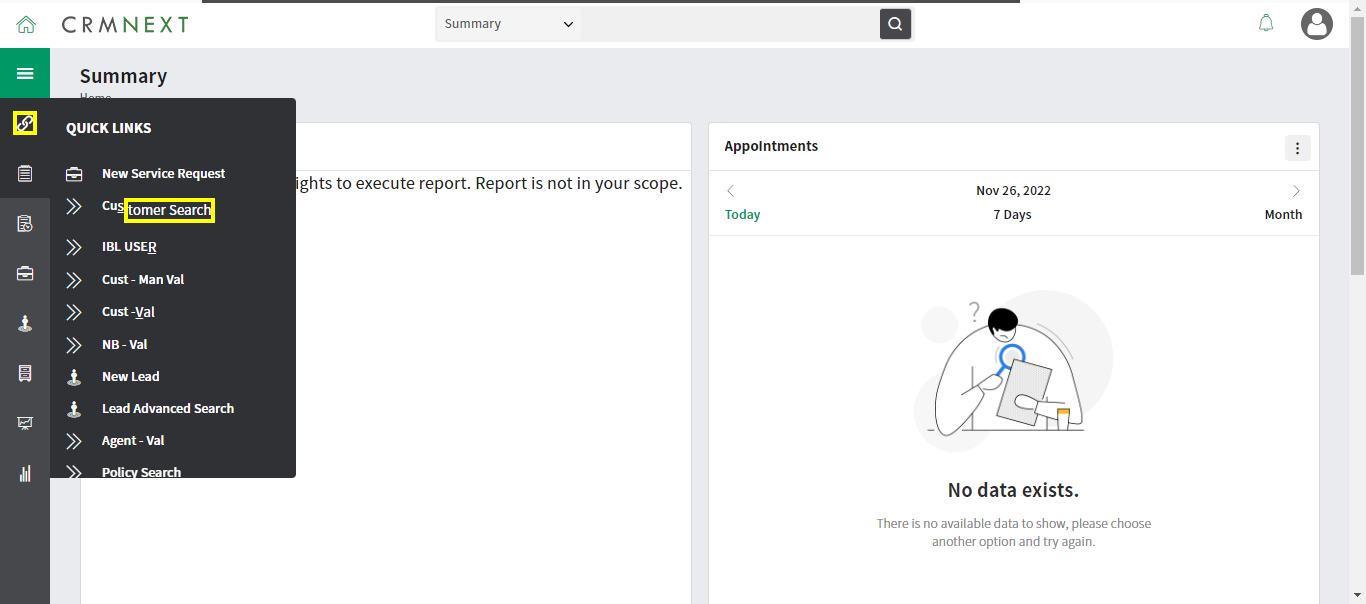 CRMNEXT
Summary
Summary
Home
QUICK LINKS
New Service Request
Customer Search
IBL USER
Cust - Man Val
Cust -Val
NB - Val
New Lead
Lead Advanced Search
Agent - Val
Policy Search
ights to execute report. Report is not in your scope.
Appointments
Nov 26, 2022
Today 7 Days Month
?
No data exists.
There is no available data to show, please choose
another option and try again.